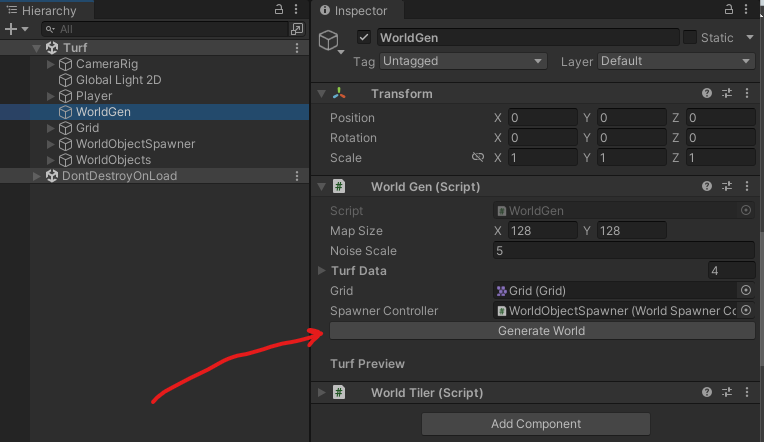 Hierarchy
All
Turf
CameraRig
Global Light 2D
Player
WorldGen
Grid
WorldObjectSpawner
WorldObjects
DontDestroyOnLoad
Inspector
WorldGen Static
Tag Untagged Layer Default
Transform
Position X 0 Y 0 Z 0
Rotation X 0 Y 0 Z 0
Scale X 1 Y 1 Z 1
# World Gen (Script)
Script # WorldGen
Map Size X 128 Y 128
Noise Scale 5
Turf Data 4
Grid Grid (Grid)
Spawner Controller # WorldObjectSpawner (World Spawner Co
Generate World
Turf Preview
# World Tiler (Script)
Add Component